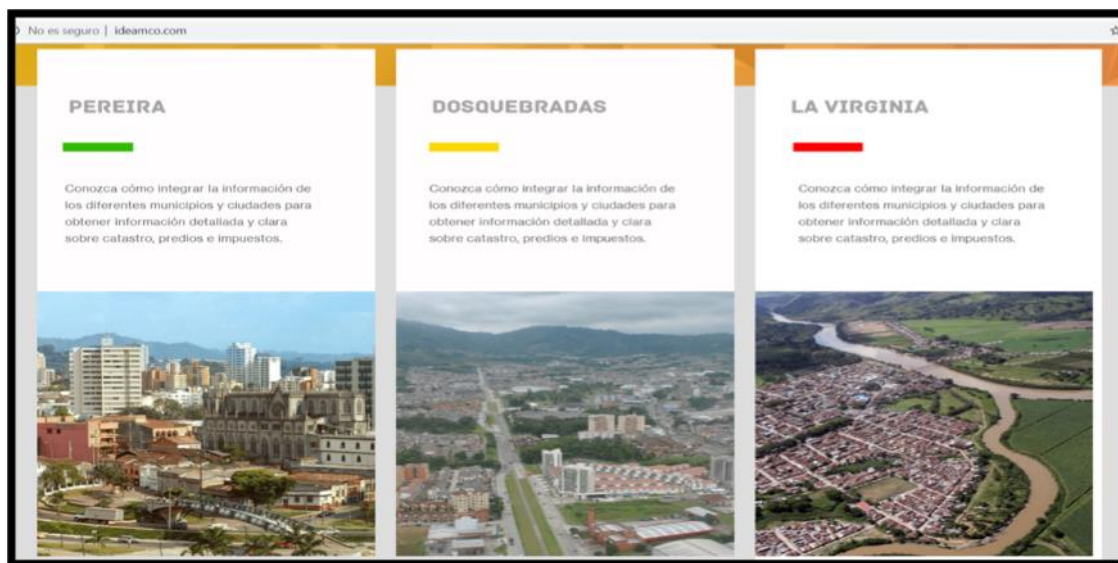 No es seguro | ideamco.com
PEREIRA
Conozca cómo integrar la información de
los diferentes municipios y ciudades para
obtener información detallada y clara
sobre catastro, predios e impuestos.
DOSQUEBRADAS
Conozca cómo integrar la información de
los diferentes municipios y ciudades para
obtener información detallada y clara
sobre catastro, predios e impuestos.
LA VIRGINIA
Conozca cómo integrar la información de
los diferentes municipios y ciudades para
obtener información detallada y clara
sobre catastro, predios e impuestos.